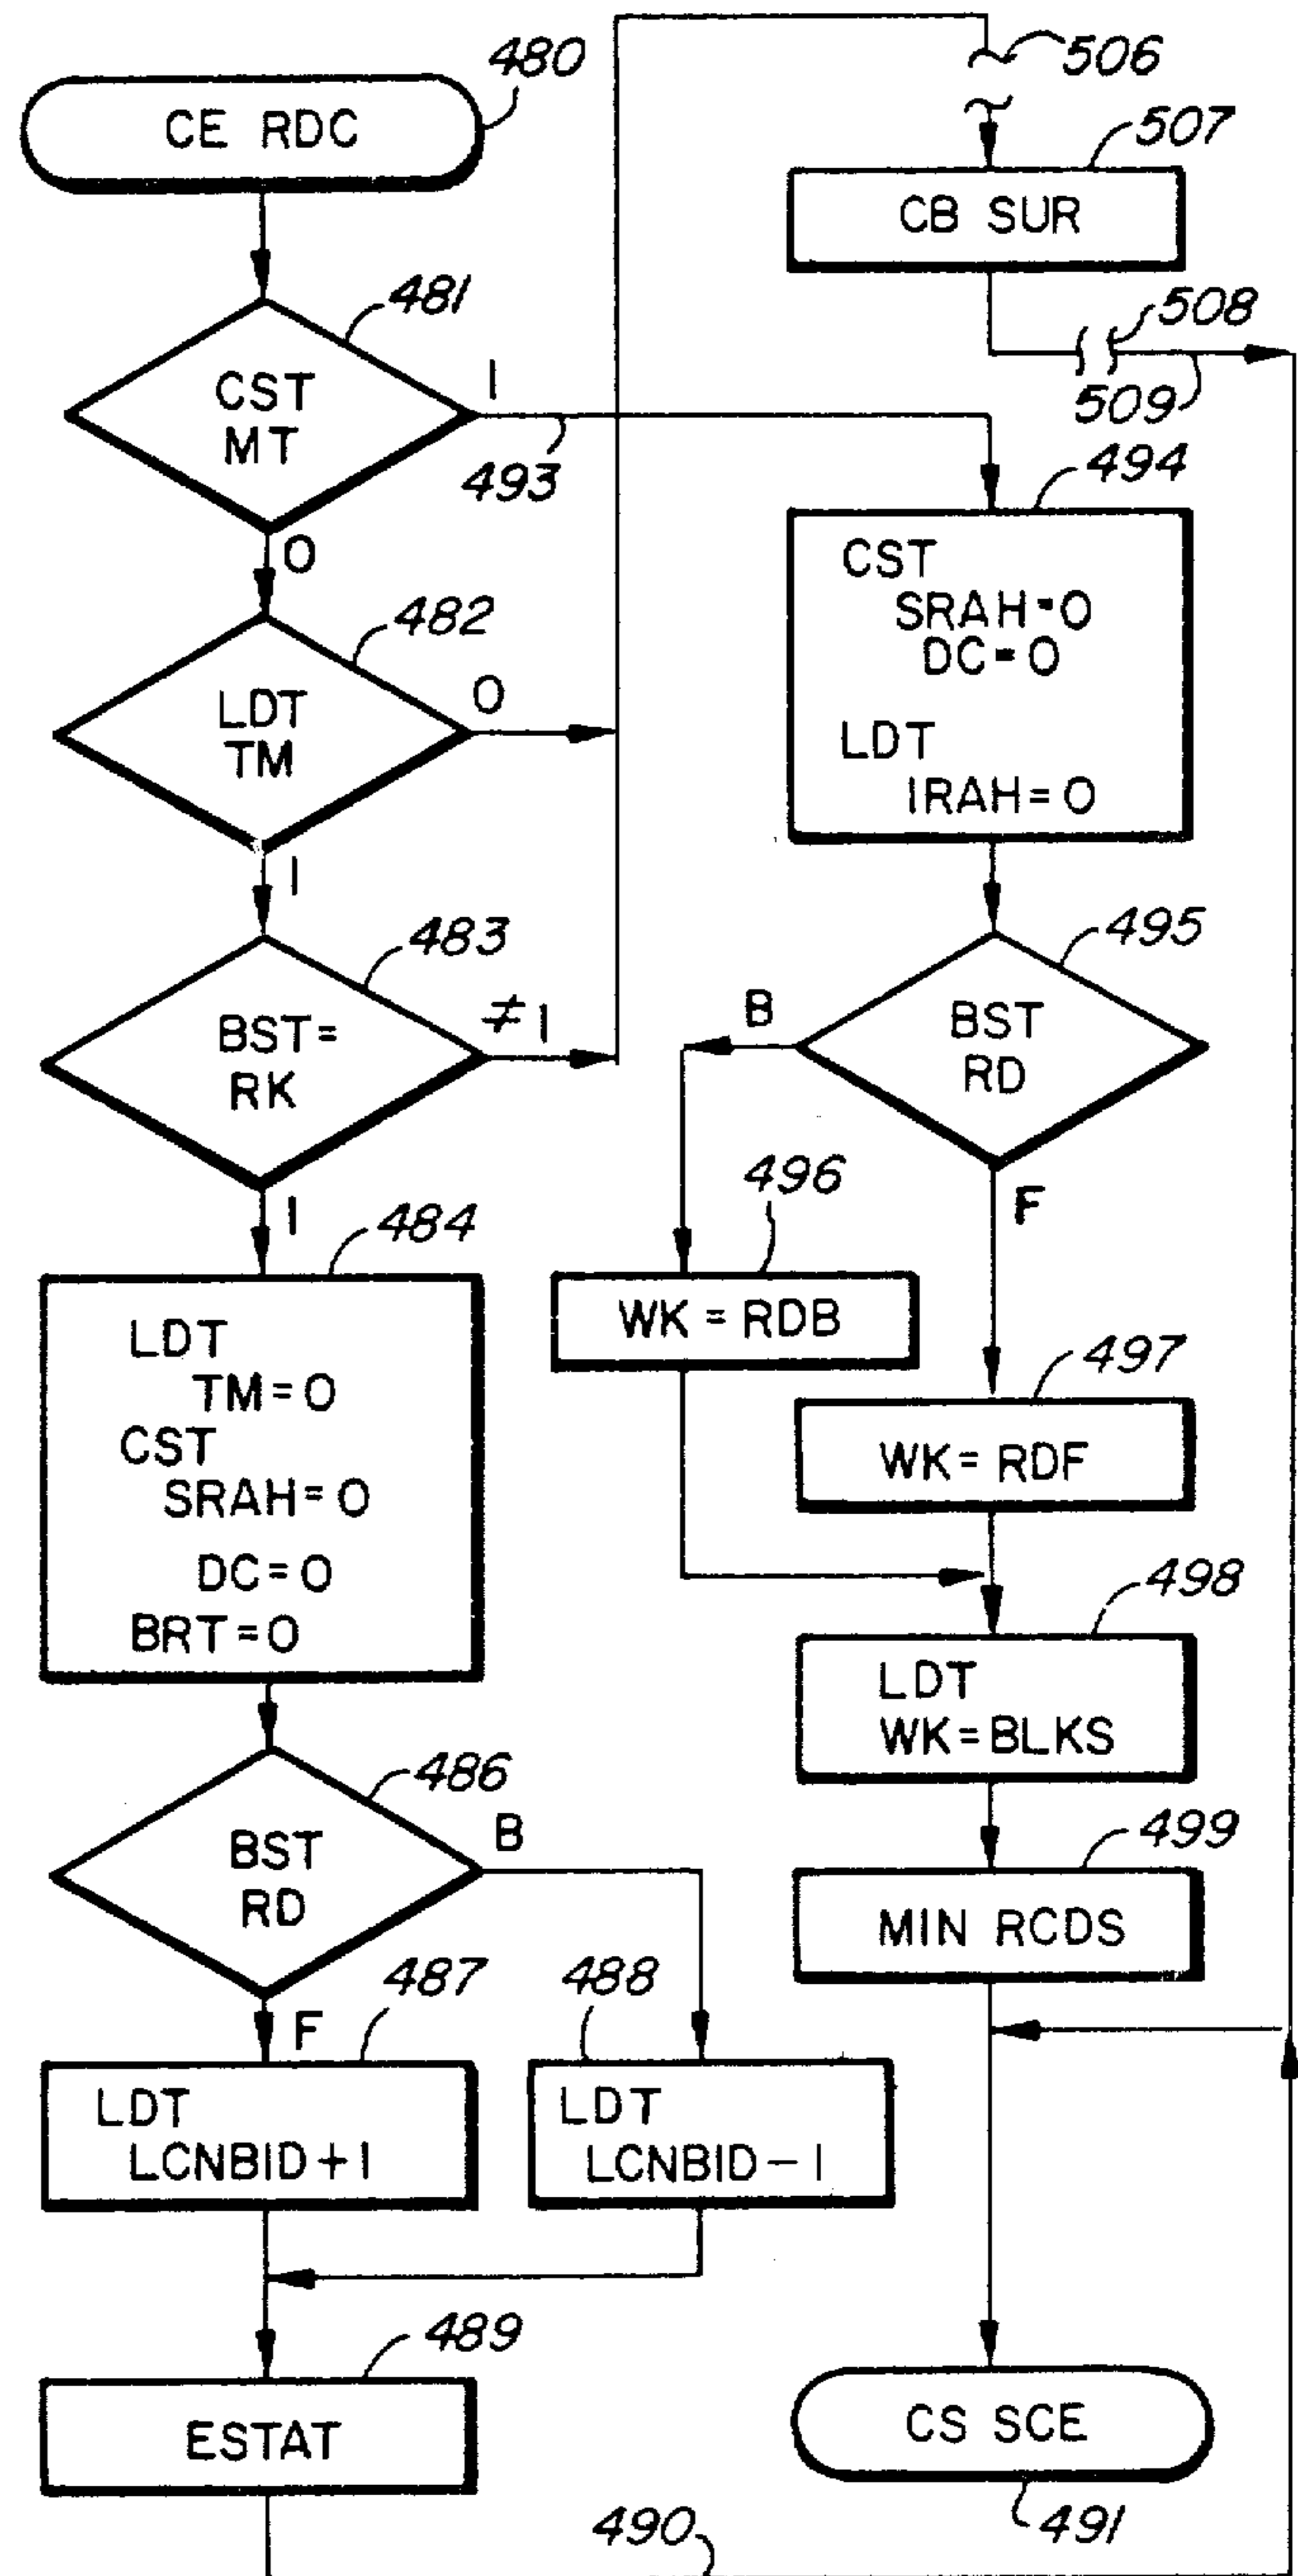 480
CE RDC
481
CST
MT
1
493
0
482
LDT
TM
0
1
483
BST=
RK
≠1
1
484
LDT
TM=0
CST
SRAH=0
DC=0
BRT=0
486
BST
RD
B
F
487
LDT
LCNBID+1
488
LDT
LCNBID-1
489
ESTAT
490
506
507
CB SUR
508
509
494
CST
SRAH=0
DC=0
LDT
IRAH=0
495
BST
RD
B
F
496
WK = RDB
497
WK= RDF
498
LDT
WK=BLKS
499
MIN RCDS
CS SCE
491